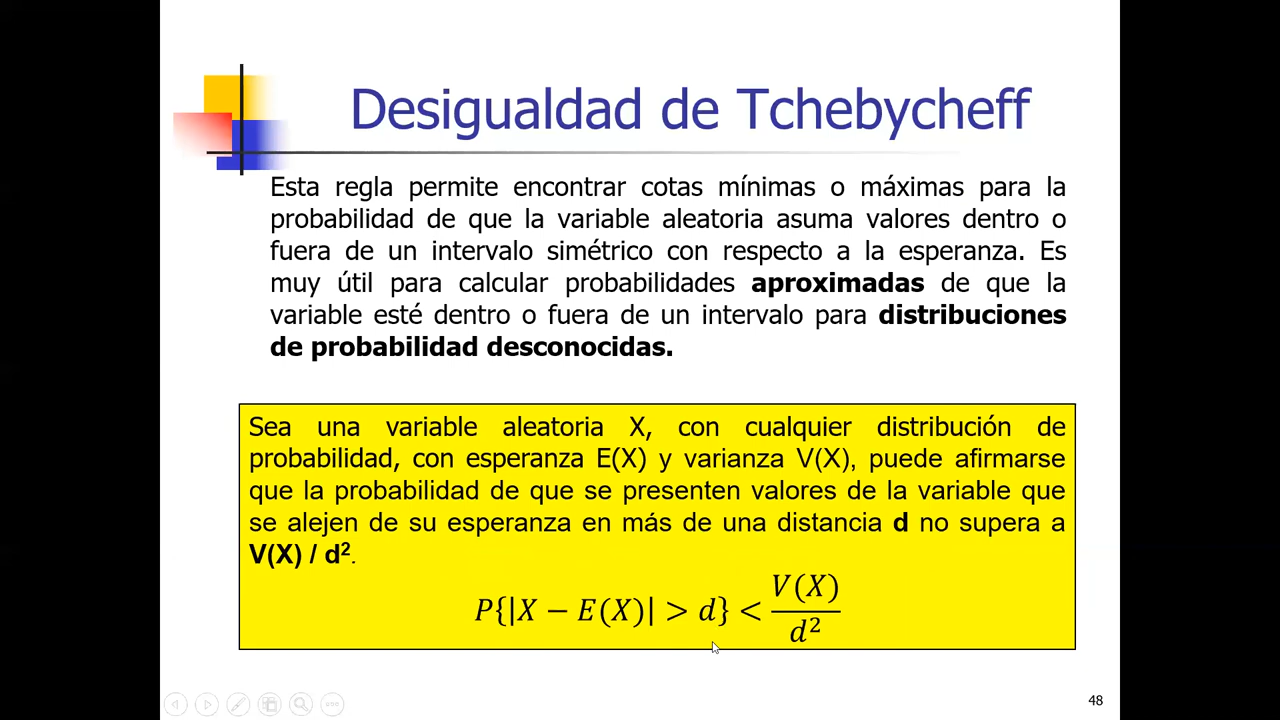 Desigualdad de Tchebycheff
Esta regla permite encontrar cotas mínimas o máximas para la
probabilidad de que la variable aleatoria asuma valores dentro o
fuera de un intervalo simétrico con respecto a la esperanza. Es
muy útil para calcular probabilidades aproximadas de que la
variable esté dentro o fuera de un intervalo para distribuciones
de probabilidad desconocidas.
Sea una variable aleatoria X, con cualquier distribución de
probabilidad, con esperanza E(X) y varianza V(X), puede afirmarse
que la probabilidad de que se presenten valores de la variable que
se alejen de su esperanza en más de una distancia d no supera a
V(X) / d².
P{|X − E(X)| > d} < V(X) / d²
48